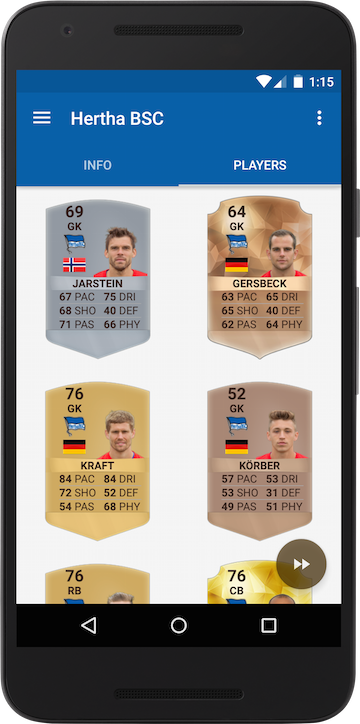 1:15
Hertha BSC
INFO PLAYERS
69
GK
JARSTEIN
67 PAC 75 DRI
68 SHO 40 DEF
71 PAS 66 PHY
64
GK
GERSBECK
63 PAC 65 DRI
65 SHO 40 DEF
62 PAS 64 PHY
76
GK
KRAFT
84 PAC 84 DRI
72 SHO 52 DEF
54 PAS 68 PHY
52
GK
KÖRBER
57 PAC 53 DRI
53 SHO 31 DEF
49 PAS 51 PHY
76
RB
76
CB